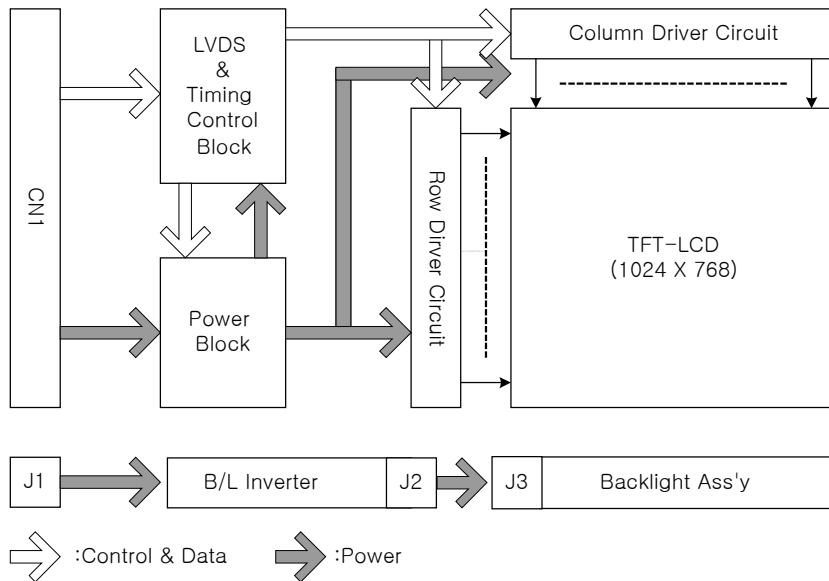 LVDS
&
Timing
Control
Block
Column Driver Circuit
CN1
Row Dirver Circuit
TFT-LCD
(1024 X 768)
Power
Block
J1
B/L Inverter
J2
J3
Backlight Ass'y
:Control & Data
:Power